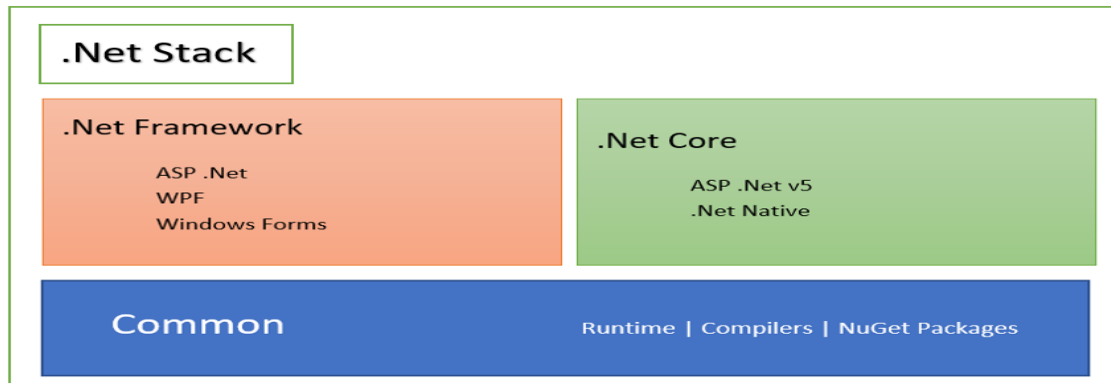 .Net Stack
.Net Framework
ASP .Net
WPF
Windows Forms
.Net Core
ASP .Net v5
.Net Native
Common
Runtime | Compilers | NuGet Packages